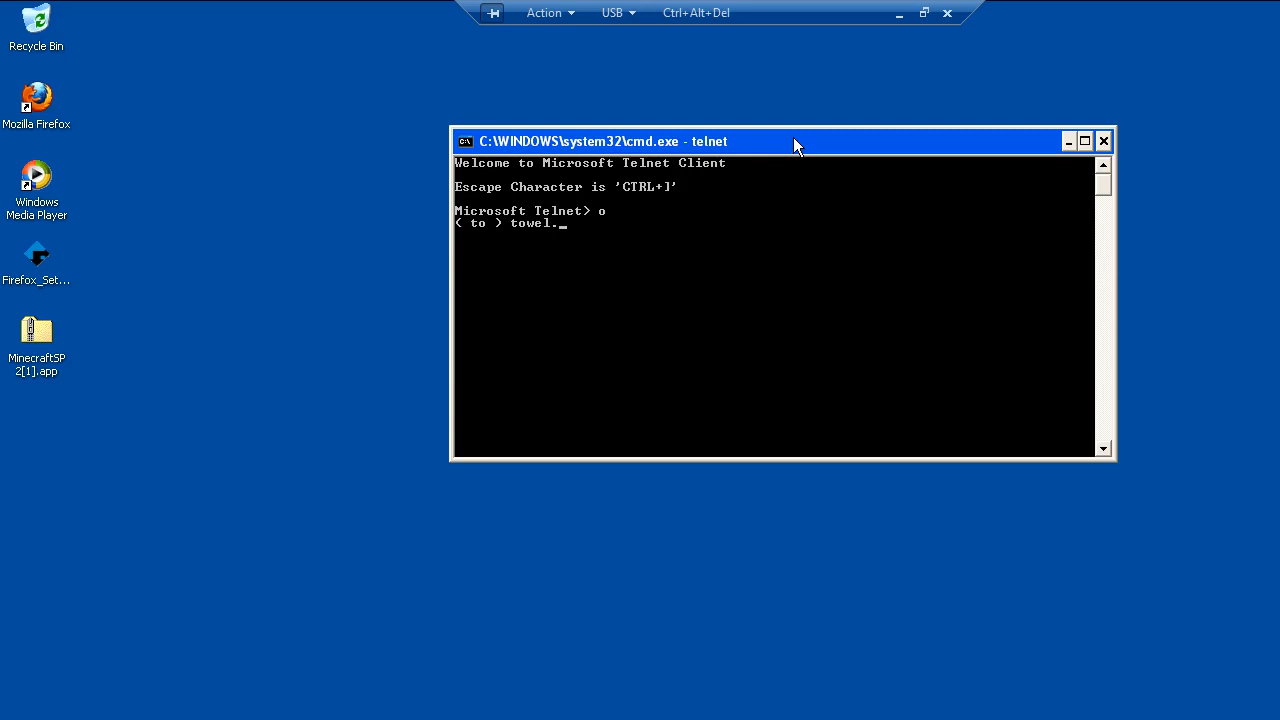 Action USB Ctrl+Alt+Del
Recycle Bin
Mozilla Firefox
Windows
Media Player
Firefox_Set...
MinecraftSP
2[1].app
C:\WINDOWS\system32\cmd.exe - telnet
Welcome to Microsoft Telnet Client
Escape Character is 'CTRL+]'
Microsoft Telnet> o
( to ) towel._